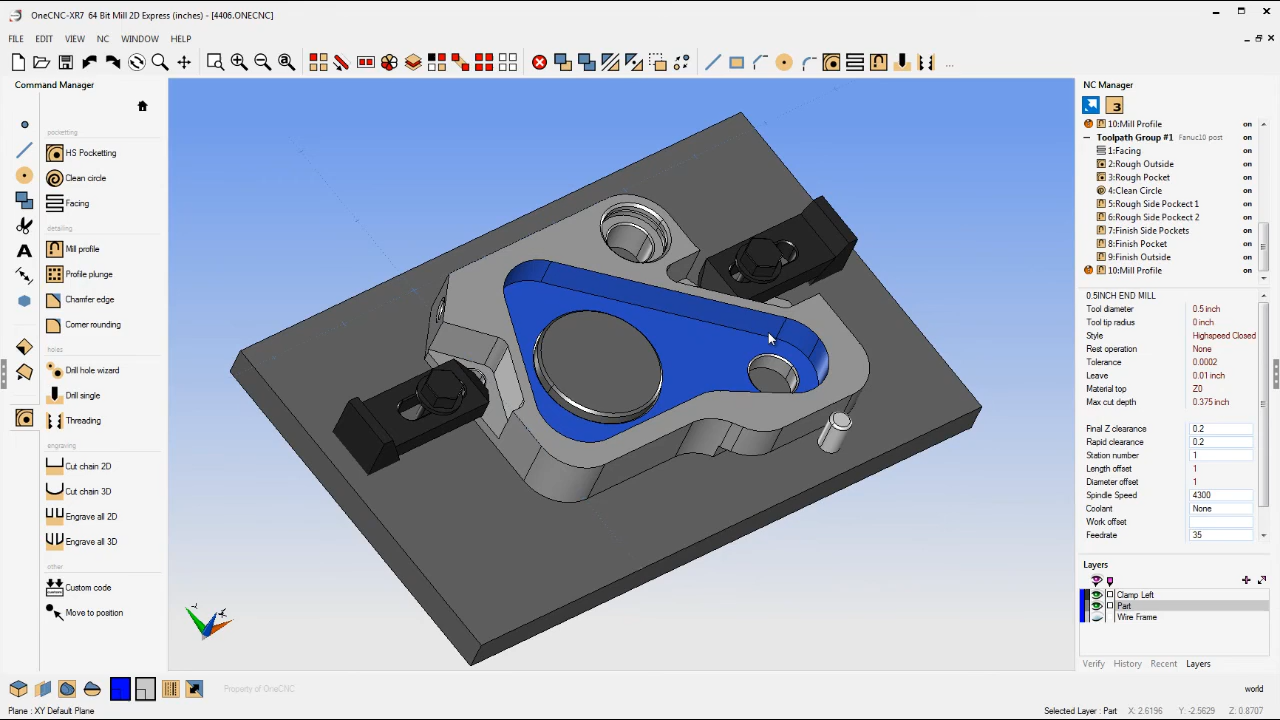 OneCNC-XR7 64 Bit Mill 2D Express (inches) - [4406.ONECNC]
FILE EDIT VIEW NC WINDOW HELP
Command Manager
pocketting
HS Pocketting
Clean circle
Facing
detailing
Mill profile
Profile plunge
Chamfer edge
Corner rounding
holes
Drill hole wizard
Drill single
Threading
engraving
Cut chain 2D
Cut chain 3D
Engrave all 2D
Engrave all 3D
other
Custom code
Move to position
NC Manager
3
10:Mill Profile on
Toolpath Group #1 Fanuc10 post
1:Facing on
2:Rough Outside on
3:Rough Pocket on
4:Clean Circle on
5:Rough Side Pockect 1 on
6:Rough Side Pockect 2 on
7:Finish Side Pockets on
8:Finish Pocket on
9:Finish Outside on
10:Mill Profile on
0.5INCH END MILL
Tool diameter 0.5 inch
Tool tip radius 0 inch
Style Highspeed Closed
Rest operation None
Tolerance 0.0002
Leave 0.01 inch
Material top Z0
Max cut depth 0.375 inch
Final Z clearance 0.2
Rapid clearance 0.2
Station number 1
Length offset 1
Diameter offset 1
Spindle Speed 4300
Coolant None
Work offset
Feedrate 35
Layers
Clamp Left
Part
Wire Frame
Verify History Recent Layers
Property of OneCNC
world
Plane : XY Default Plane
Selected Layer : Part X: 2.6196 Y: -2.5629 Z: 0.8707